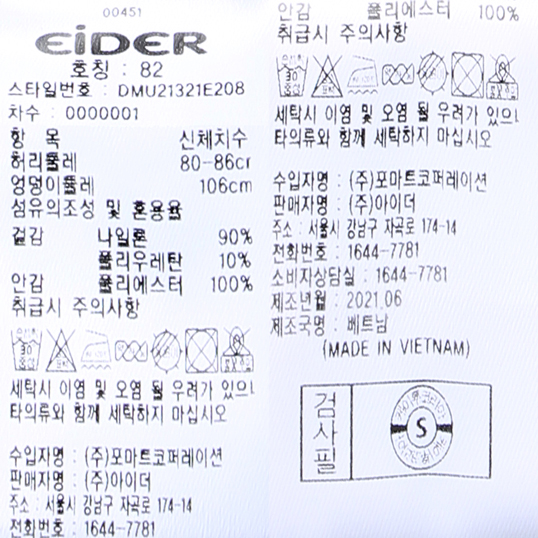 00451
EiDER
호칭 : 82
스타일번호 : DMU21321E208
차수 : 0000001
항 목 신체치수
허리둘레 80-86cm
엉덩이둘레 106cm
섬유의조성 및 혼용율
겉감 나일론 90%
폴리우레탄 10%
안감 폴리에스터 100%
취급시 주의사항
30
중성
세탁시 이염 및 오염 될 우려가 있으니
타의류와 함께 세탁하지 마십시오
수입자명 : (주)포마트코퍼레이션
판매자명 : (주)아이더
주소 : 서울시 강남구 자곡로 174-14
전화번호 : 1644-7781
안감 폴리에스터 100%
취급시 주의사항
30
중성
세탁시 이염 및 오염 될 우려가 있으니
타의류와 함께 세탁하지 마십시오
수입자명 : (주)포마트코퍼레이션
판매자명 : (주)아이더
주소 : 서울시 강남구 자곡로 174-14
전화번호 : 1644-7781
소비자상담실 : 1644-7781
제조년월 : 2021.06
제조국명 : 베트남
(MADE IN VIETNAM)
검사필
S